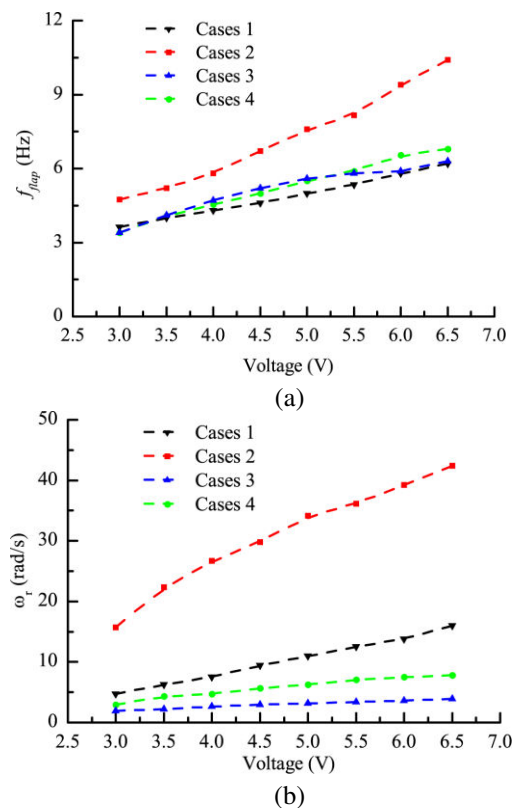 12
9
6
3
0
f_flap (Hz)
Cases 1
Cases 2
Cases 3
Cases 4
2.5 3.0 3.5 4.0 4.5 5.0 5.5 6.0 6.5 7.0
Voltage (V)
(a)
50
40
30
20
10
0
ω_r (rad/s)
Cases 1
Cases 2
Cases 3
Cases 4
2.5 3.0 3.5 4.0 4.5 5.0 5.5 6.0 6.5 7.0
Voltage (V)
(b)